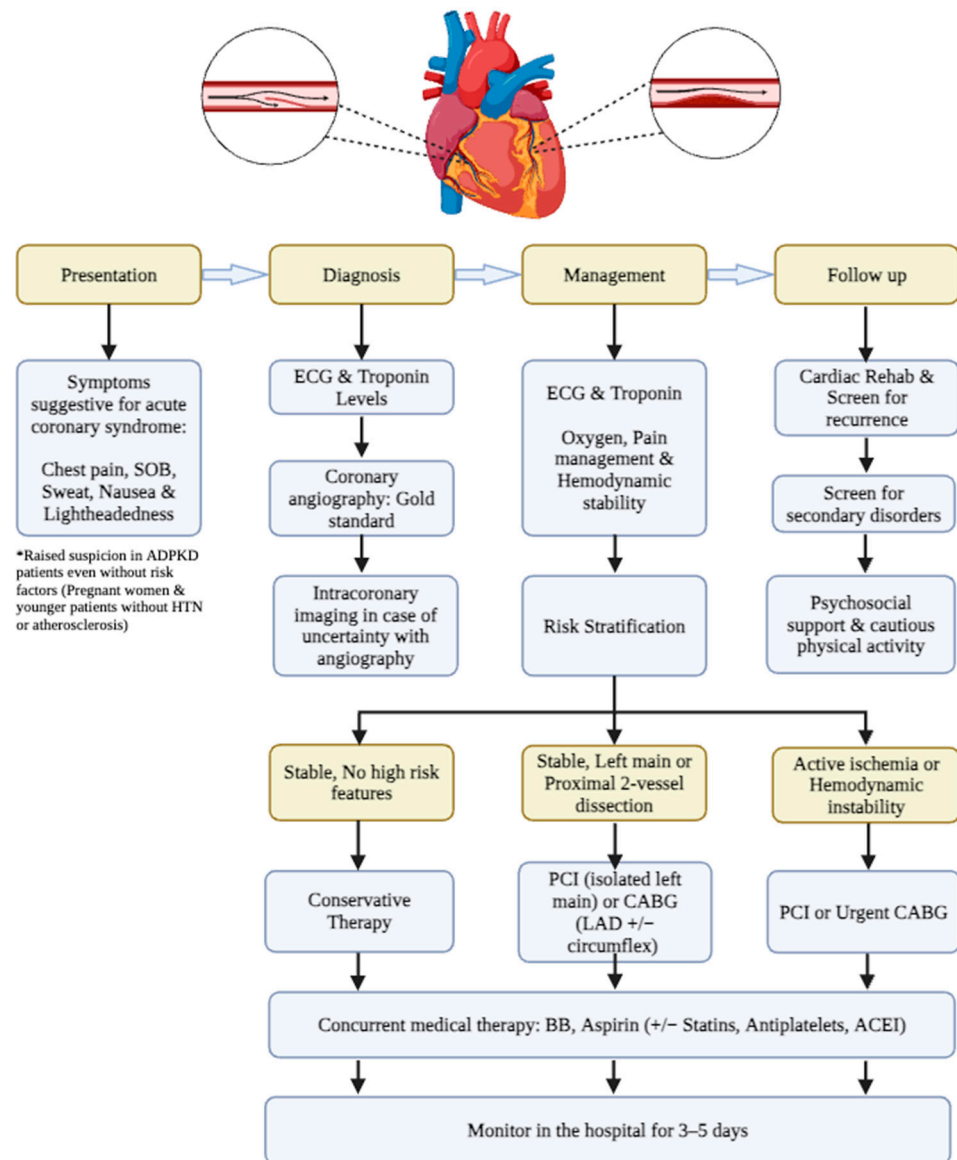 Presentation
Diagnosis
Management
Follow up
Symptoms
suggestive for acute
coronary syndrome:
Chest pain, SOB,
Sweat, Nausea &
Lightheadedness
*Raised suspicion in ADPKD
patients even without risk
factors (Pregnant women &
younger patients without HTN
or atherosclerosis)
ECG & Troponin
Levels
Coronary
angiography: Gold
standard
Intracoronary
imaging in case of
uncertainty with
angiography
ECG & Troponin
Oxygen, Pain
management &
Hemodynamic
stability
Risk Stratification
Cardiac Rehab &
Screen for
recurrence
Screen for
secondary disorders
Psychosocial
support & cautious
physical activity
Stable, No high risk
features
Stable, Left main or
Proximal 2-vessel
dissection
Active ischemia or
Hemodynamic
instability
Conservative
Therapy
PCI (isolated left
main) or CABG
(LAD +/−
circumflex)
PCI or Urgent CABG
Concurrent medical therapy: BB, Aspirin (+/− Statins, Antiplatelets, ACEI)
Monitor in the hospital for 3–5 days